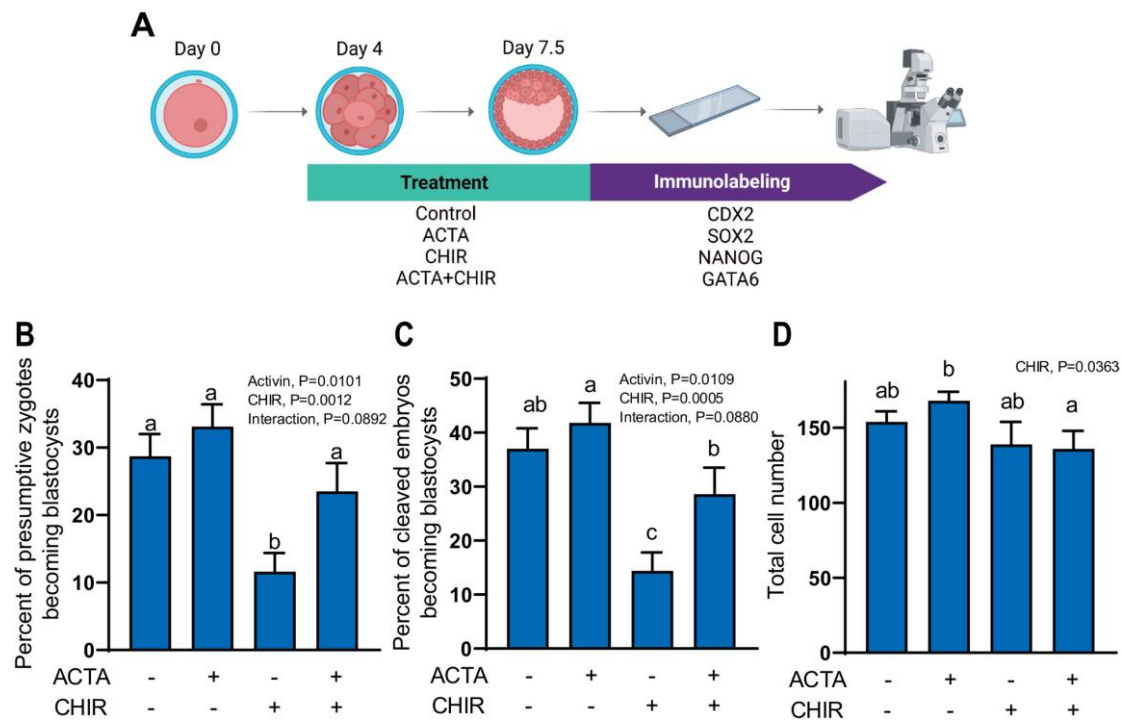 A
Day 0
Day 4
Day 7.5
Treatment
Immunolabeling
Control
ACTA
CHIR
ACTA+CHIR
CDX2
SOX2
NANOG
GATA6
B
Percent of presumptive zygotes
becoming blastocysts
40
30
20
10
0
Activin, P=0.0101
CHIR, P=0.0012
Interaction, P=0.0892
a
a
b
a
ACTA - + - +
CHIR - - + +
C
Percent of cleaved embryos
becoming blastocysts
50
40
30
20
10
0
Activin, P=0.0109
CHIR, P=0.0005
Interaction, P=0.0880
ab
a
c
b
ACTA - + - +
CHIR - - + +
D
Total cell number
150
100
50
0
CHIR, P=0.0363
ab
b
ab
a
ACTA - + - +
CHIR - - + +